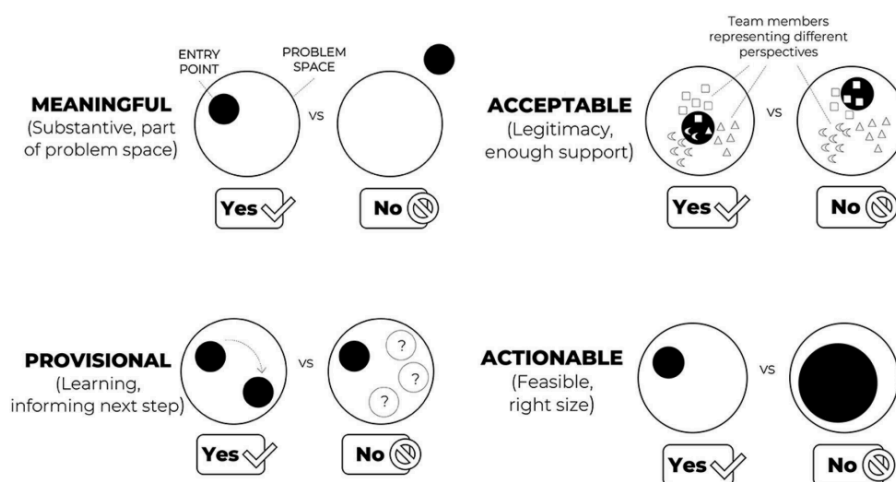 ENTRY
POINT
PROBLEM
SPACE
MEANINGFUL
(Substantive, part
of problem space)
vs
Yes
No
Team members
representing different
perspectives
ACCEPTABLE
(Legitimacy,
enough support)
vs
Yes
No
PROVISIONAL
(Learning,
informing next step)
vs
? 
?
?
Yes
No
ACTIONABLE
(Feasible,
right size)
vs
Yes
No